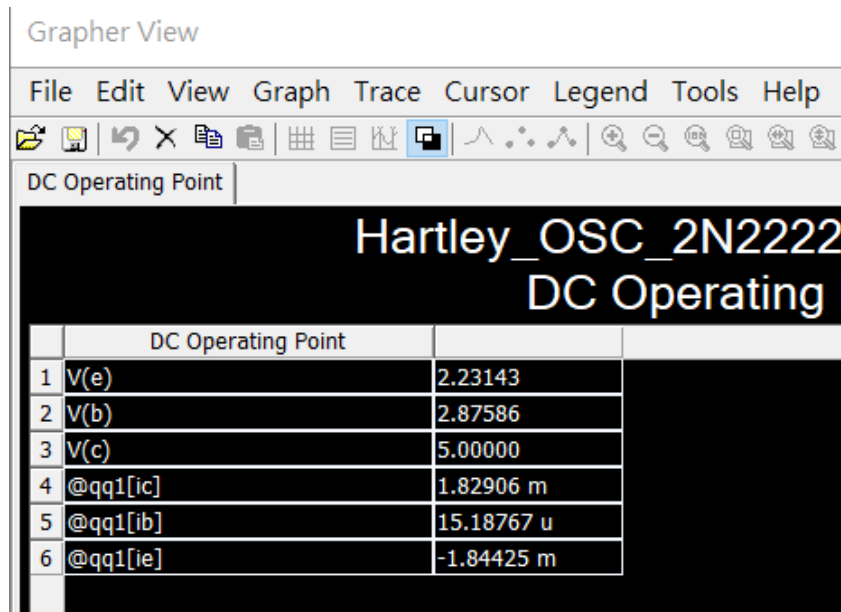 Grapher View
File Edit View Graph Trace Cursor Legend Tools Help
DC Operating Point
Hartley_OSC_2N2222
DC Operating
DC Operating Point
1 V(e) 2.23143
2 V(b) 2.87586
3 V(c) 5.00000
4 @qq1[ic] 1.82906 m
5 @qq1[ib] 15.18767 u
6 @qq1[ie] -1.84425 m